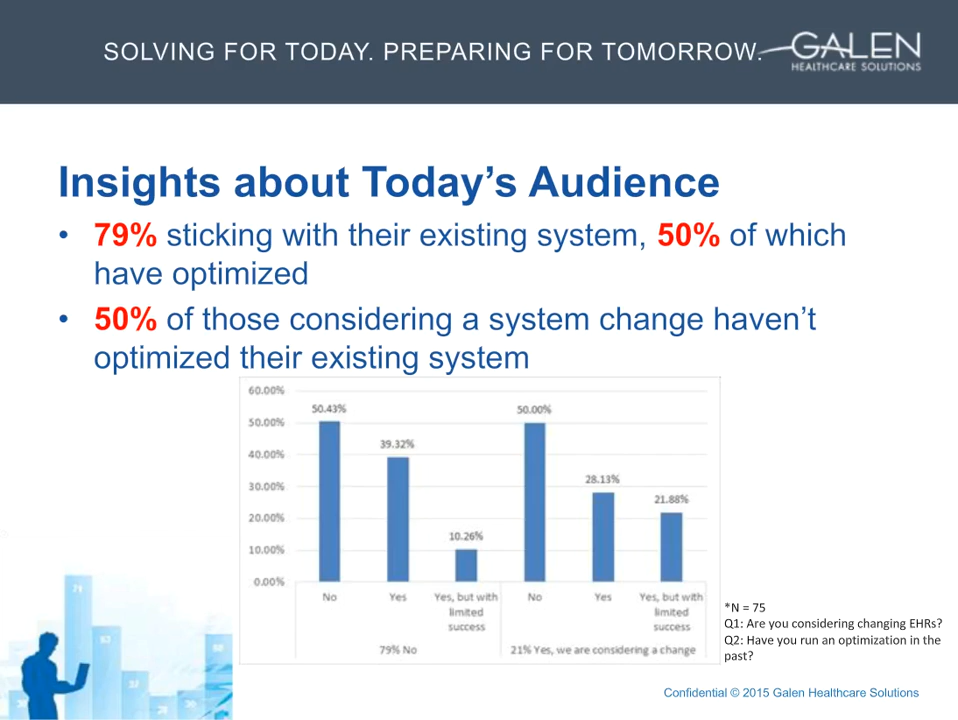 SOLVING FOR TODAY. PREPARING FOR TOMORROW.
GALEN
HEALTHCARE SOLUTIONS
Insights about Today’s Audience
• 79% sticking with their existing system, 50% of which
have optimized
• 50% of those considering a system change haven’t
optimized their existing system
60.00%
50.00%
40.00%
30.00%
20.00%
10.00%
0.00%
50.43%
39.32%
10.26%
50.00%
28.13%
21.88%
No
Yes
Yes, but with
limited
success
No
Yes
Yes, but with
limited
success
79% No
21% Yes, we are considering a change
*N = 75
Q1: Are you considering changing EHRs?
Q2: Have you run an optimization in the
past?
Confidential © 2015 Galen Healthcare Solutions